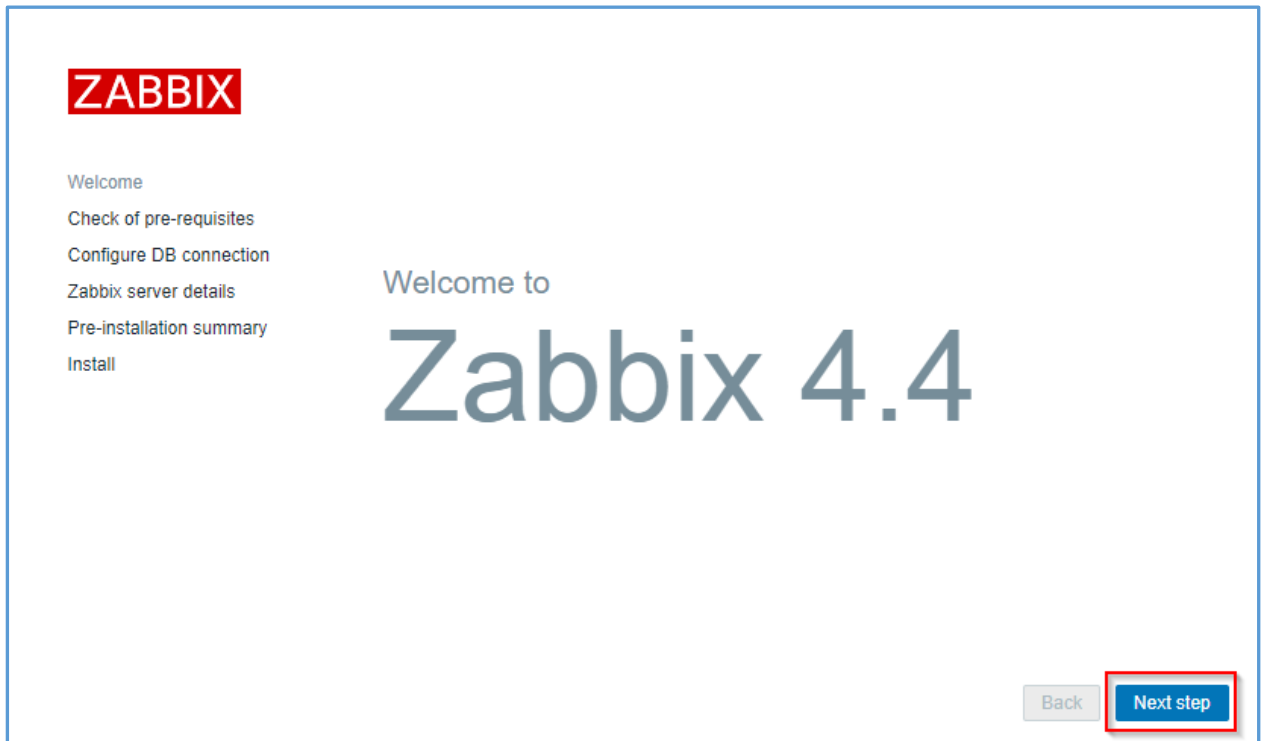 ZABBIX
Welcome
Check of pre-requisites
Configure DB connection
Zabbix server details
Pre-installation summary
Install
Welcome to
Zabbix 4.4
Back
Next step